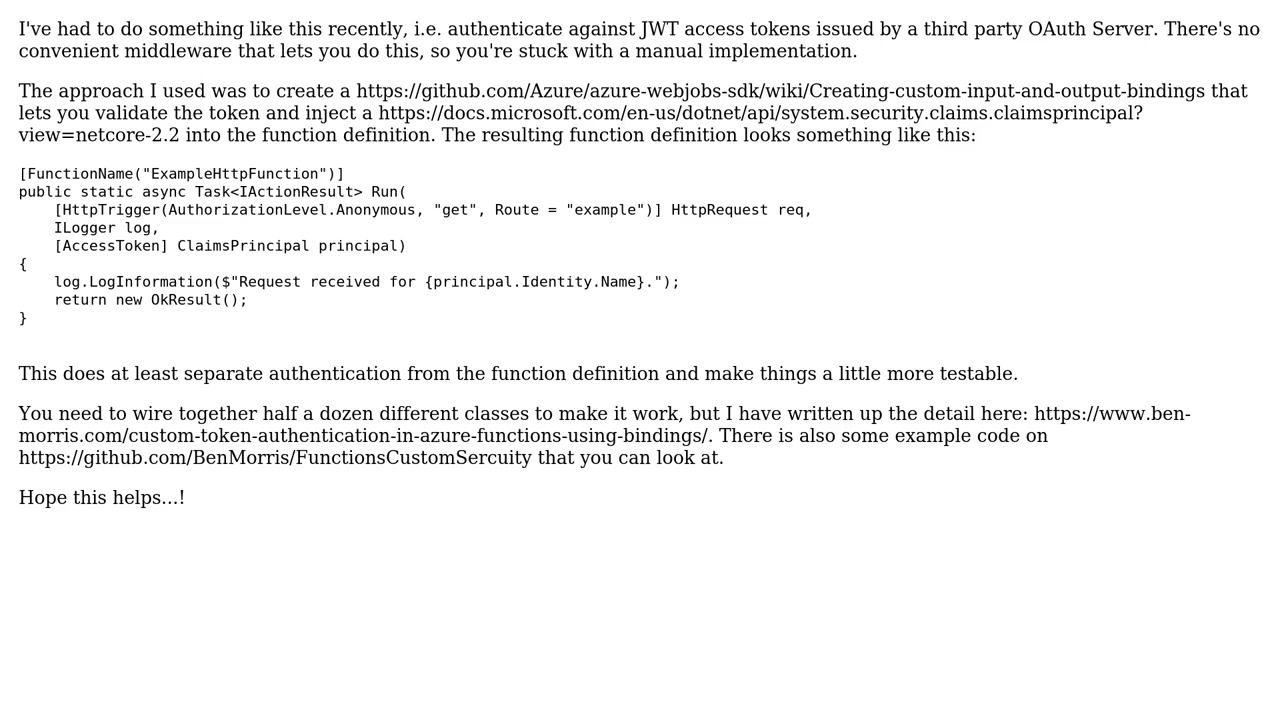 I've had to do something like this recently, i.e. authenticate against JWT access tokens issued by a third party OAuth Server. There's no
convenient middleware that lets you do this, so you're stuck with a manual implementation.
The approach I used was to create a https://github.com/Azure/azure-webjobs-sdk/wiki/Creating-custom-input-and-output-bindings that
lets you validate the token and inject a https://docs.microsoft.com/en-us/dotnet/api/system.security.claims.claimsprincipal?
view=netcore-2.2 into the function definition. The resulting function definition looks something like this:
[FunctionName("ExampleHttpFunction")]
public static async Task<IActionResult> Run(
    [HttpTrigger(AuthorizationLevel.Anonymous, "get", Route = "example")] HttpRequest req,
    ILogger log,
    [AccessToken] ClaimsPrincipal principal)
{
    log.LogInformation($"Request received for {principal.Identity.Name}.");
    return new OkResult();
}
This does at least separate authentication from the function definition and make things a little more testable.
You need to wire together half a dozen different classes to make it work, but I have written up the detail here: https://www.ben-
morris.com/custom-token-authentication-in-azure-functions-using-bindings/. There is also some example code on
https://github.com/BenMorris/FunctionsCustomSercuity that you can look at.
Hope this helps...!